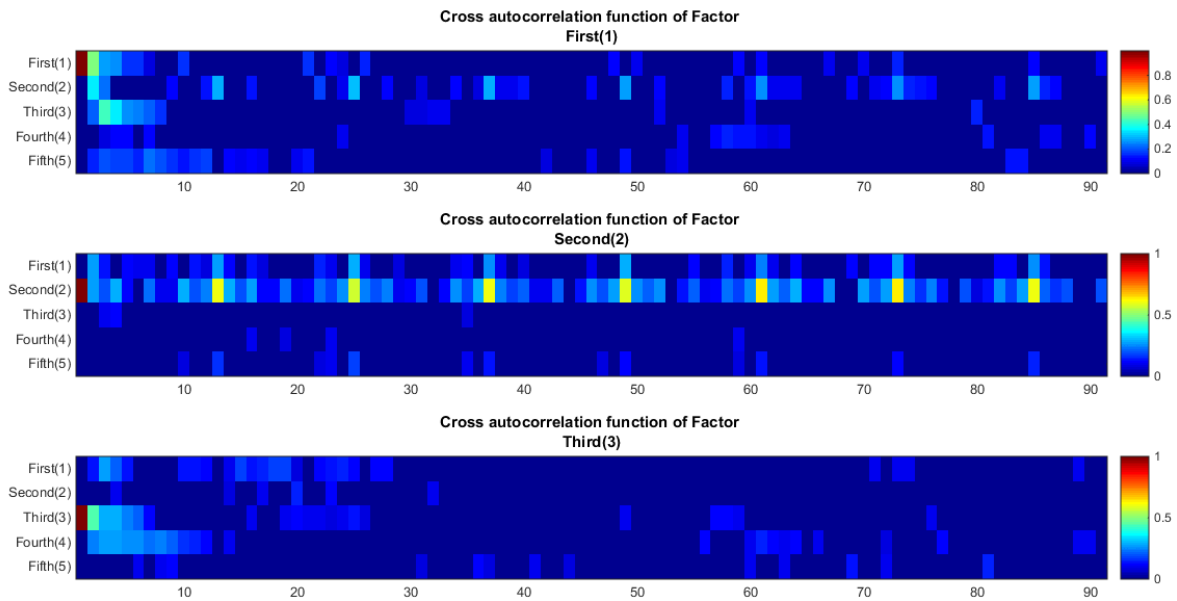 Cross autocorrelation function of Factor
First(1)
First(1)
Second(2)
Third(3)
Fourth(4)
Fifth(5)
10 20 30 40 50 60 70 80 90
0.8
0.6
0.4
0.2
0
Cross autocorrelation function of Factor
Second(2)
First(1)
Second(2)
Third(3)
Fourth(4)
Fifth(5)
10 20 30 40 50 60 70 80 90
1
0.5
0
Cross autocorrelation function of Factor
Third(3)
First(1)
Second(2)
Third(3)
Fourth(4)
Fifth(5)
10 20 30 40 50 60 70 80 90
1
0.5
0